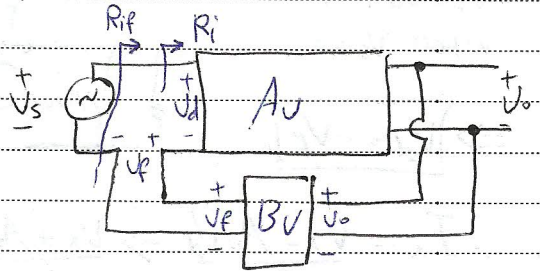 Rif Ri
+ Vs -
+ Vd -
Av
+ Vo -
- Vf +
+ Vf -
Bv
+ Vo -